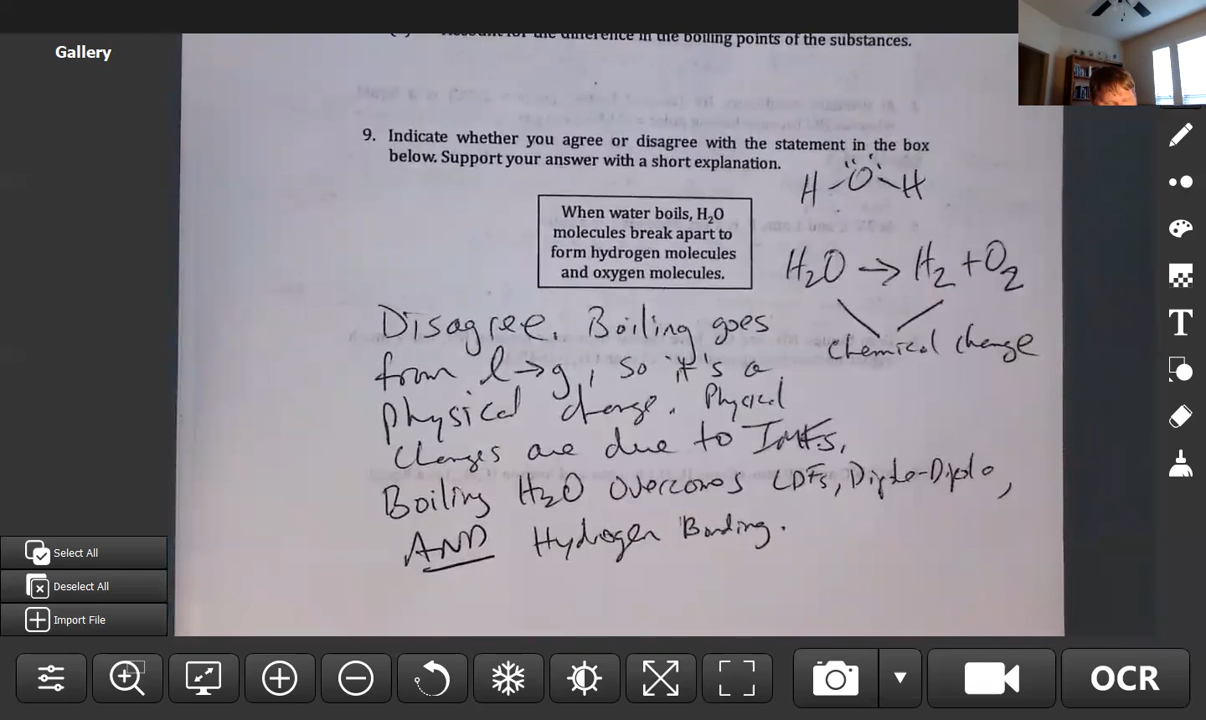 Gallery
Account for the difference in the boiling points of the substances.
9. Indicate whether you agree or disagree with the statement in the box
below. Support your answer with a short explanation.
H-O-H
When water boils, H₂O
molecules break apart to
form hydrogen molecules
and oxygen molecules.
H₂O → H₂ + O₂
chemical change
Disagree. Boiling goes
from l→g, so it's a
physical change. Physical
changes are due to IMFs.
Boiling H₂O overcomes LDFs, Diplo-Diplo,
AND Hydrogen Bonding.
Select All
Deselect All
Import File
T
OCR